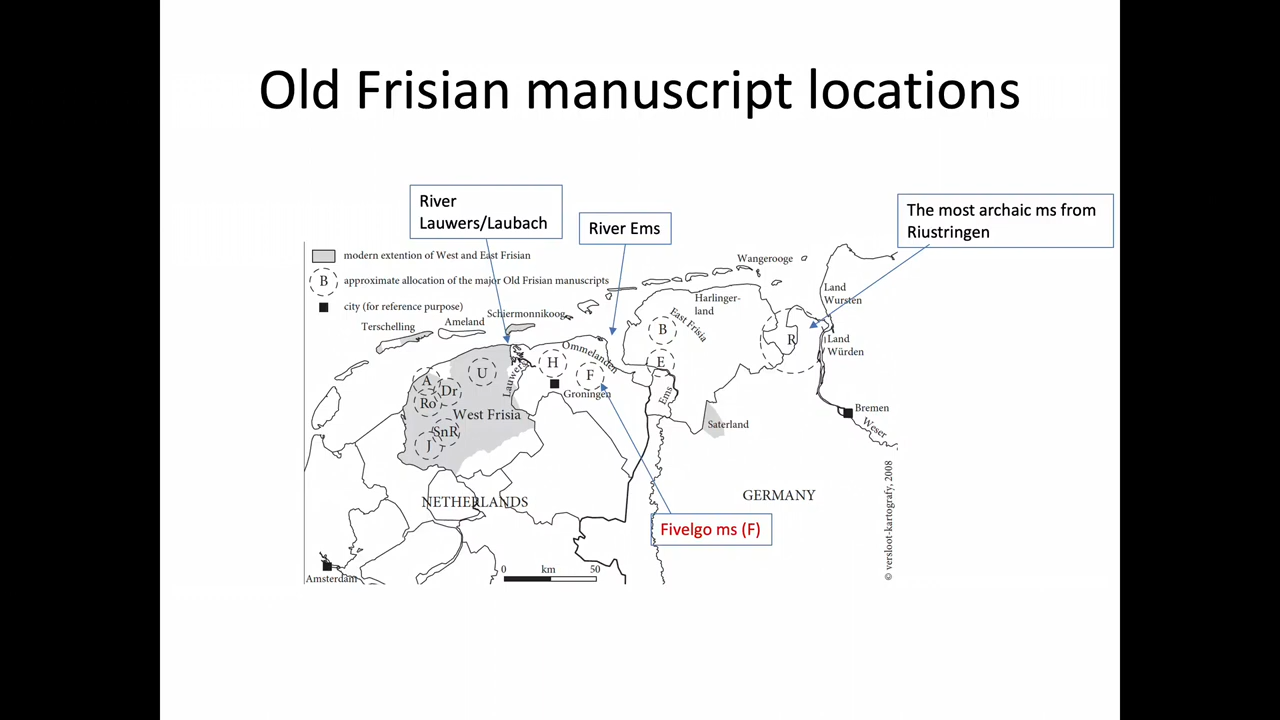 Old Frisian manuscript locations
River
Lauwers/Laubach
River Ems
The most archaic ms from
Riustringen
modern extention of West and East Frisian
B
approximate allocation of the major Old Frisian manuscripts
city (for reference purpose)
Terschelling
Ameland
Schiermonnikoog
Wangerooge
Harlinger-
land
East Frisia
Land
Wursten
Land
Würden
B
E
R
H
F
Ommelanden
Groningen
Lauwers
U
A
Dr
Ro
West Frisia
SnR
J
Ems
Saterland
Bremen
Weser
NETHERLANDS
GERMANY
Fivelgo ms (F)
Amsterdam
0 km 50
© versloot-kartografy, 2008